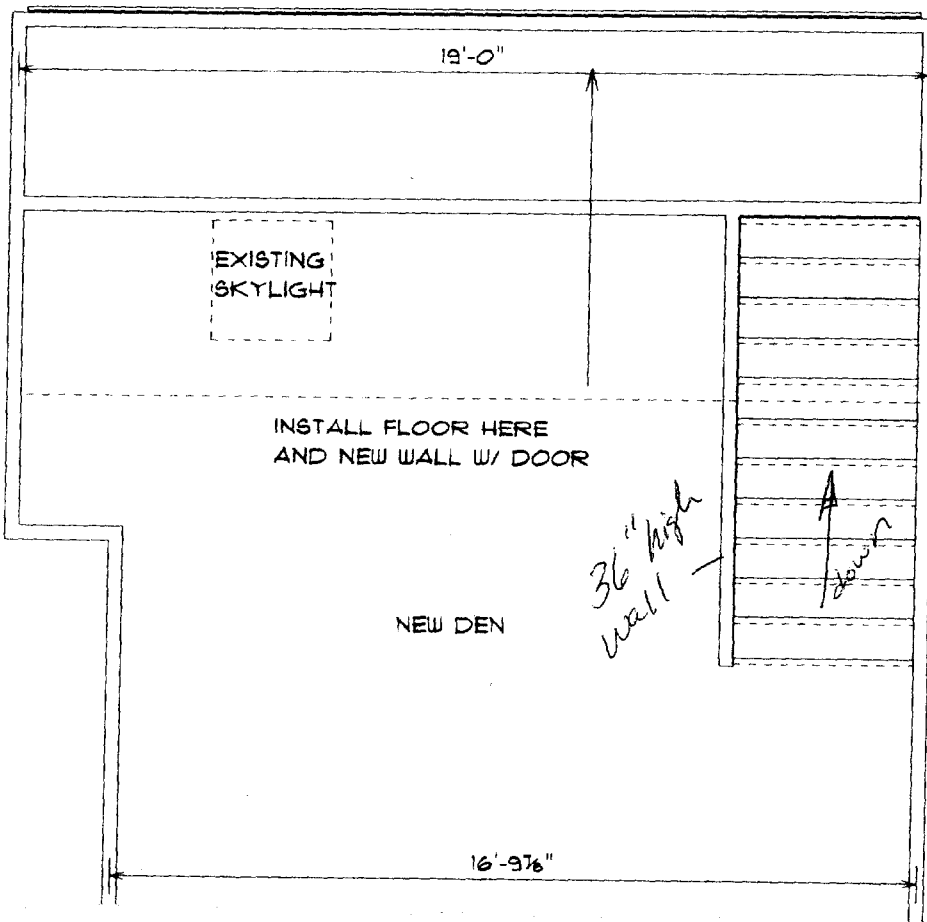 19'-0"
EXISTING
SKYLIGHT
INSTALL FLOOR HERE
AND NEW WALL W/ DOOR
36" high
wall
down
NEW DEN
16'-9⅞"